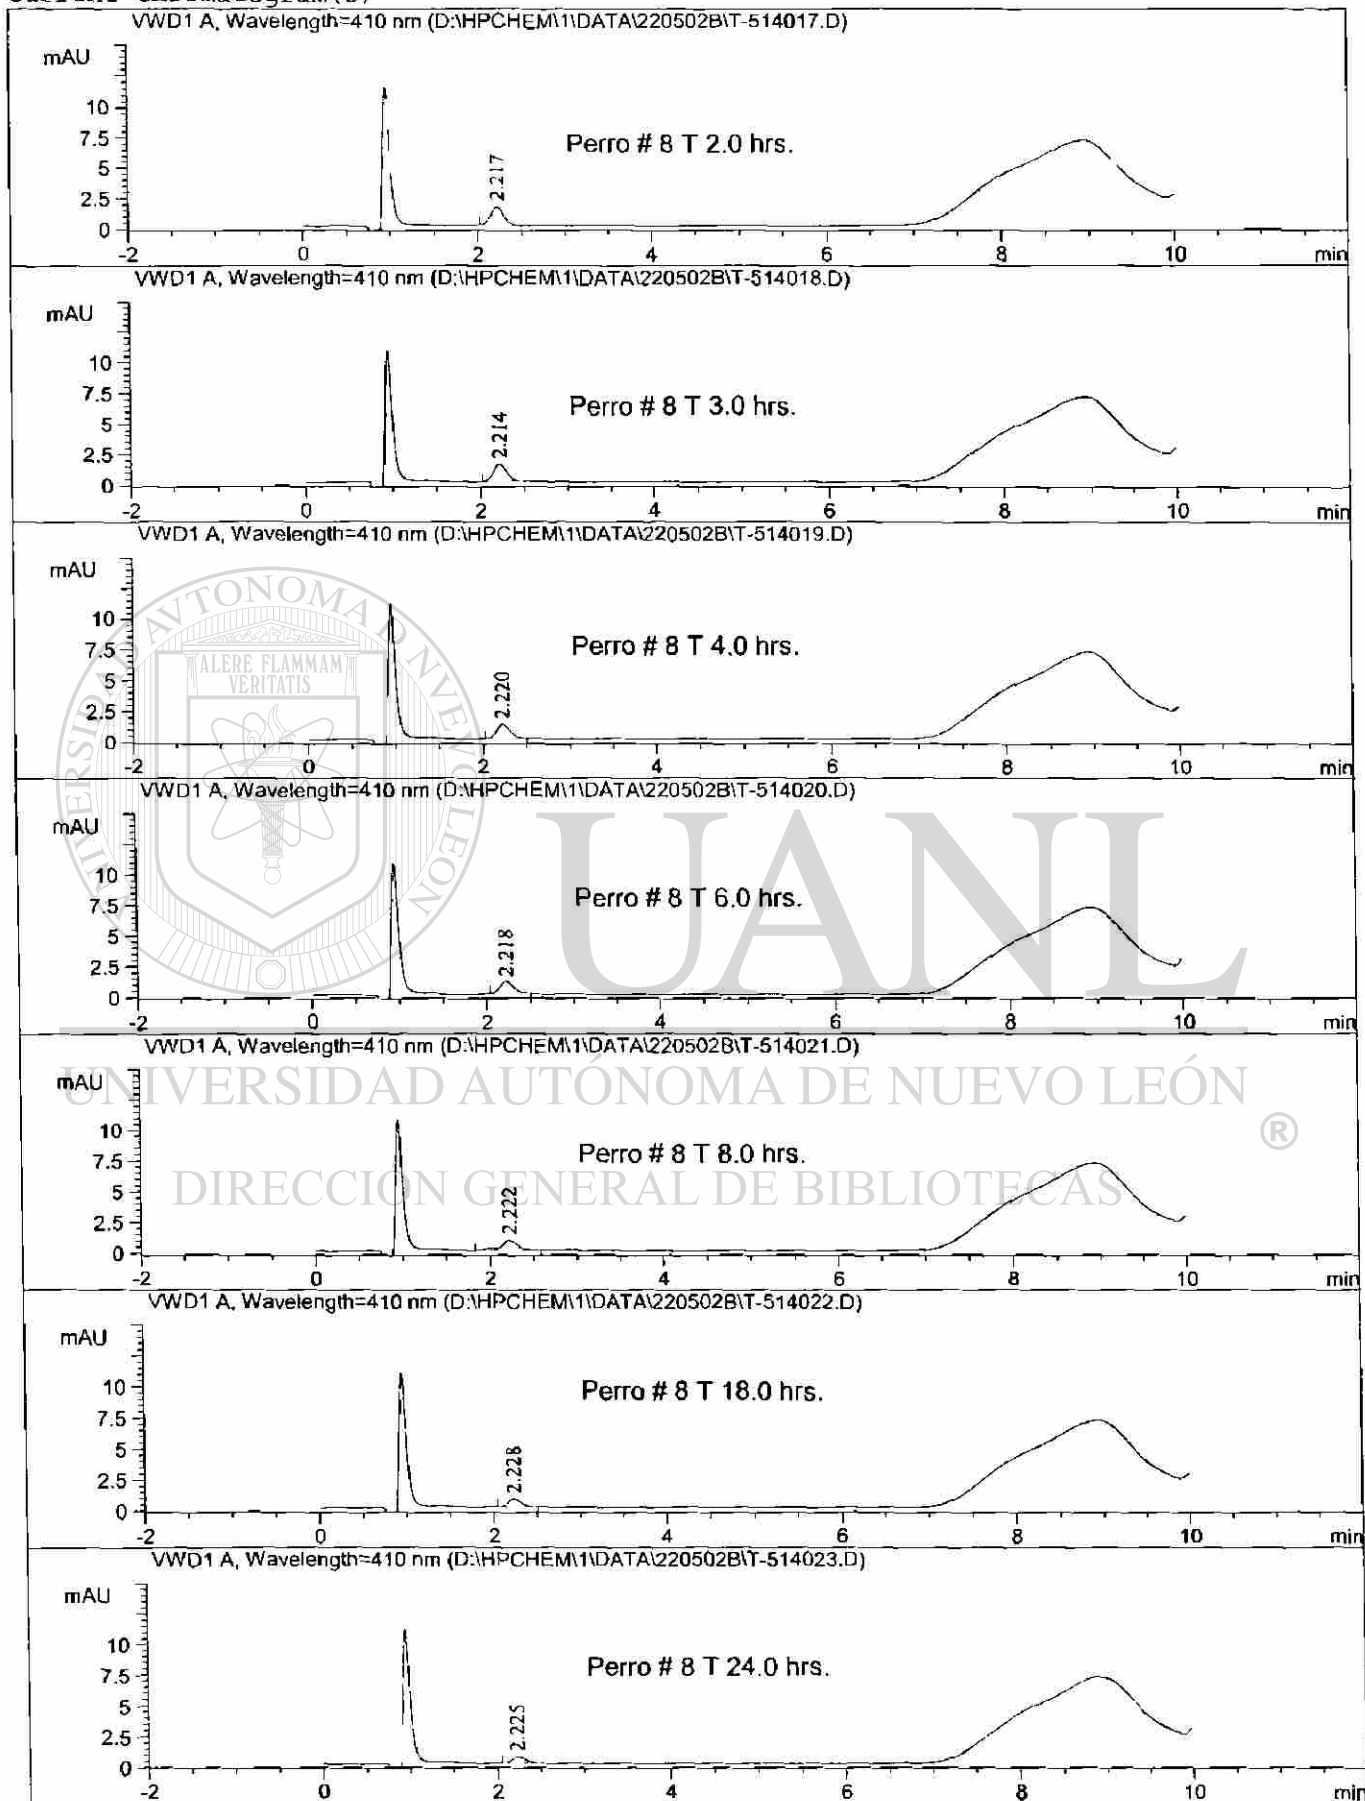 VWD1 A, Wavelength=410 nm (D:\HPCHEM\1\DATA\220502B\T-514017.D)
mAU
10
7.5
5
2.5
0
Perro # 8 T 2.0 hrs.
2.217
-2 0 2 4 6 8 10 min
VWD1 A, Wavelength=410 nm (D:\HPCHEM\1\DATA\220502B\T-514018.D)
mAU
10
7.5
5
2.5
0
Perro # 8 T 3.0 hrs.
2.214
-2 0 2 4 6 8 10 min
VWD1 A, Wavelength=410 nm (D:\HPCHEM\1\DATA\220502B\T-514019.D)
mAU
10
7.5
5
2.5
0
Perro # 8 T 4.0 hrs.
2.220
ALERE FLAMMAM
VERITATIS
-2 0 2 4 6 8 10 min
VWD1 A, Wavelength=410 nm (D:\HPCHEM\1\DATA\220502B\T-514020.D)
mAU
10
7.5
5
2.5
0
UNIVERSIDAD AVTONOMA DE NVEVO LEON
UANL
Perro # 8 T 6.0 hrs.
2.218
-2 0 2 4 6 8 10 min
VWD1 A, Wavelength=410 nm (D:\HPCHEM\1\DATA\220502B\T-514021.D)
mAU
UNIVERSIDAD AUTÓNOMA DE NUEVO LEÓN
®
10
7.5
5
2.5
0
Perro # 8 T 8.0 hrs.
DIRECCIÓN GENERAL DE BIBLIOTECAS
2.222
-2 0 2 4 6 8 10 min
VWD1 A, Wavelength=410 nm (D:\HPCHEM\1\DATA\220502B\T-514022.D)
mAU
10
7.5
5
2.5
0
Perro # 8 T 18.0 hrs.
2.228
-2 0 2 4 6 8 10 min
VWD1 A, Wavelength=410 nm (D:\HPCHEM\1\DATA\220502B\T-514023.D)
mAU
10
7.5
5
2.5
0
Perro # 8 T 24.0 hrs.
2.225
-2 0 2 4 6 8 10 min